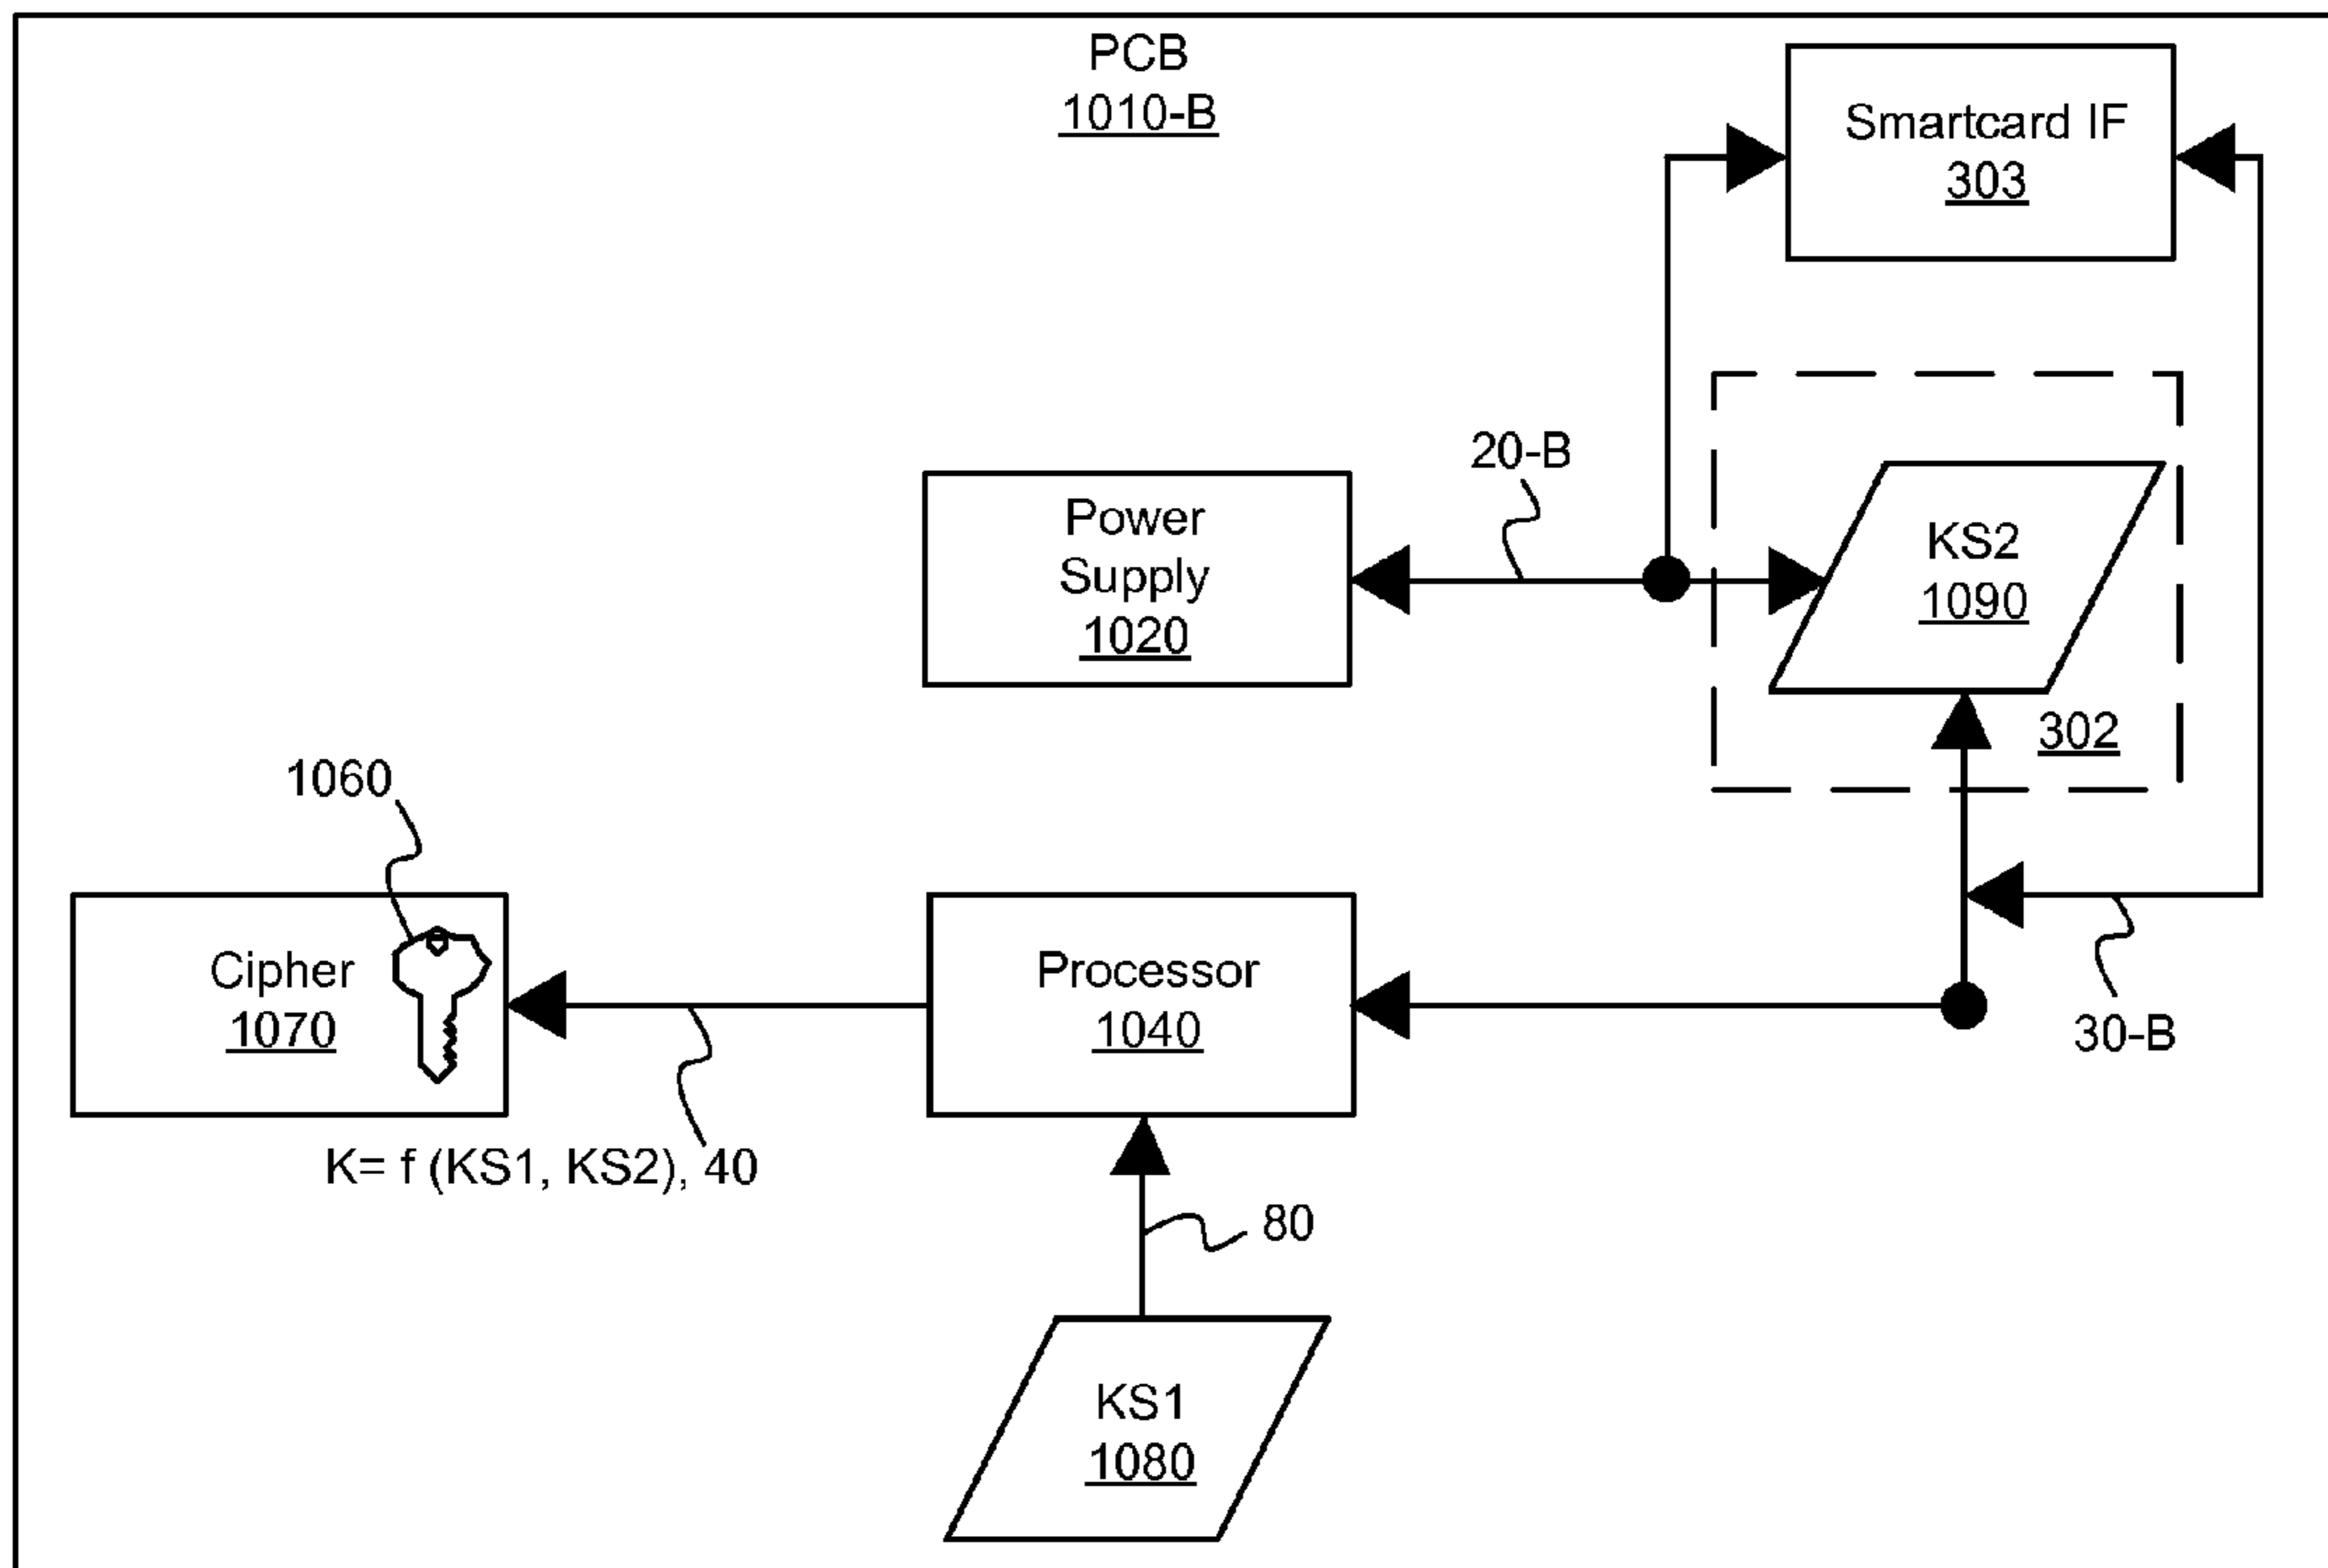 PCB
1010-B
Smartcard IF
303
20-B
Power
Supply
1020
KS2
1090
302
1060
Cipher
1070
Processor
1040
30-B
K= f (KS1, KS2), 40
80
KS1
1080